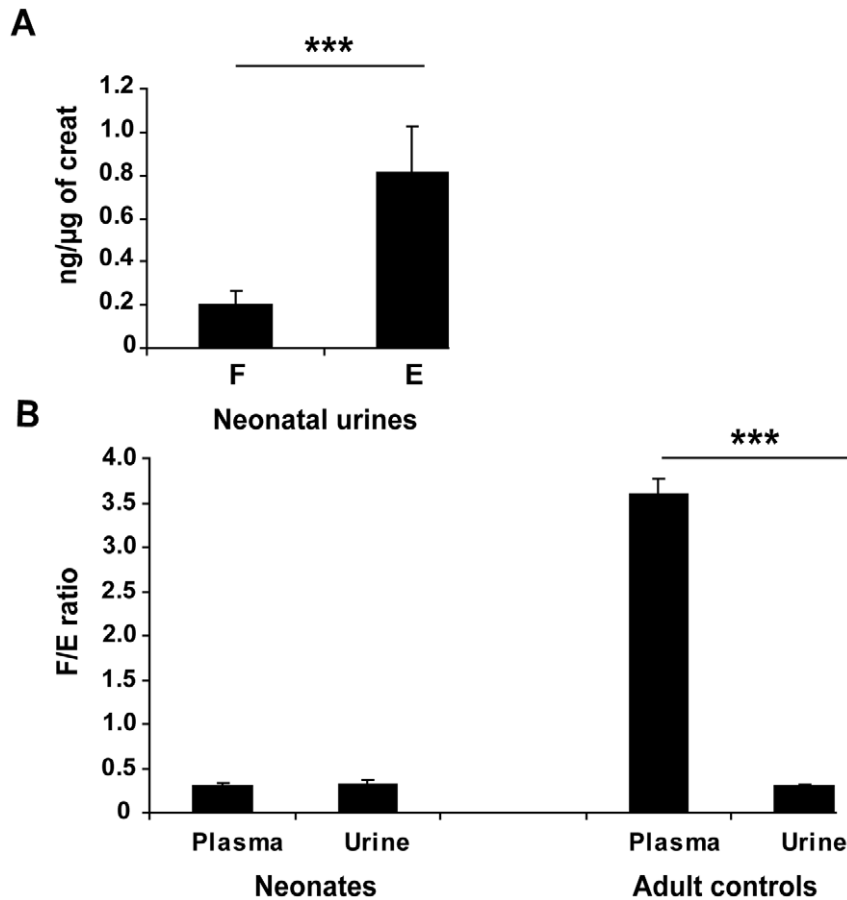 A
***
1.2
1.0
0.8
0.6
0.4
0.2
0
ng/µg of creat
F E
Neonatal urines
B
***
4.0
3.5
3.0
2.5
2.0
1.5
1.0
0.5
0
F/E ratio
Plasma Urine Plasma Urine
Neonates Adult controls